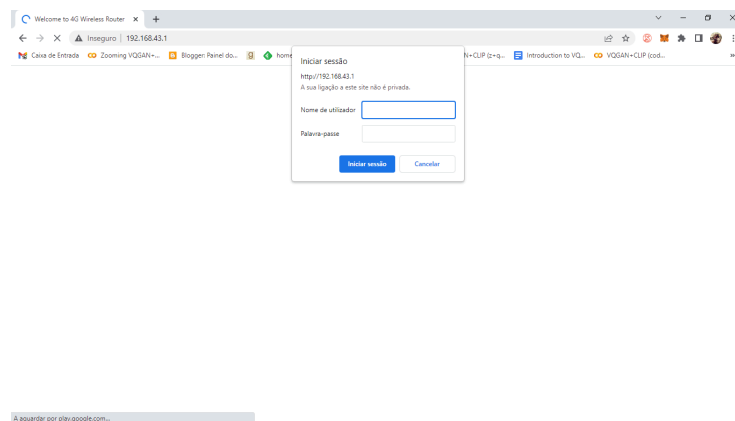 Welcome to 4G Wireless Router
Inseguro | 192.168.43.1
Caixa de Entrada Zooming VQGAN+... Blogger: Painel do... home N+CLIP (z+q... Introduction to VQ... VQGAN+CLIP (cod... »
Iniciar sessão
http://192.168.43.1
A sua ligação a este site não é privada.
Nome de utilizador
Palavra-passe
Iniciar sessão Cancelar
A aguardar por play.google.com...